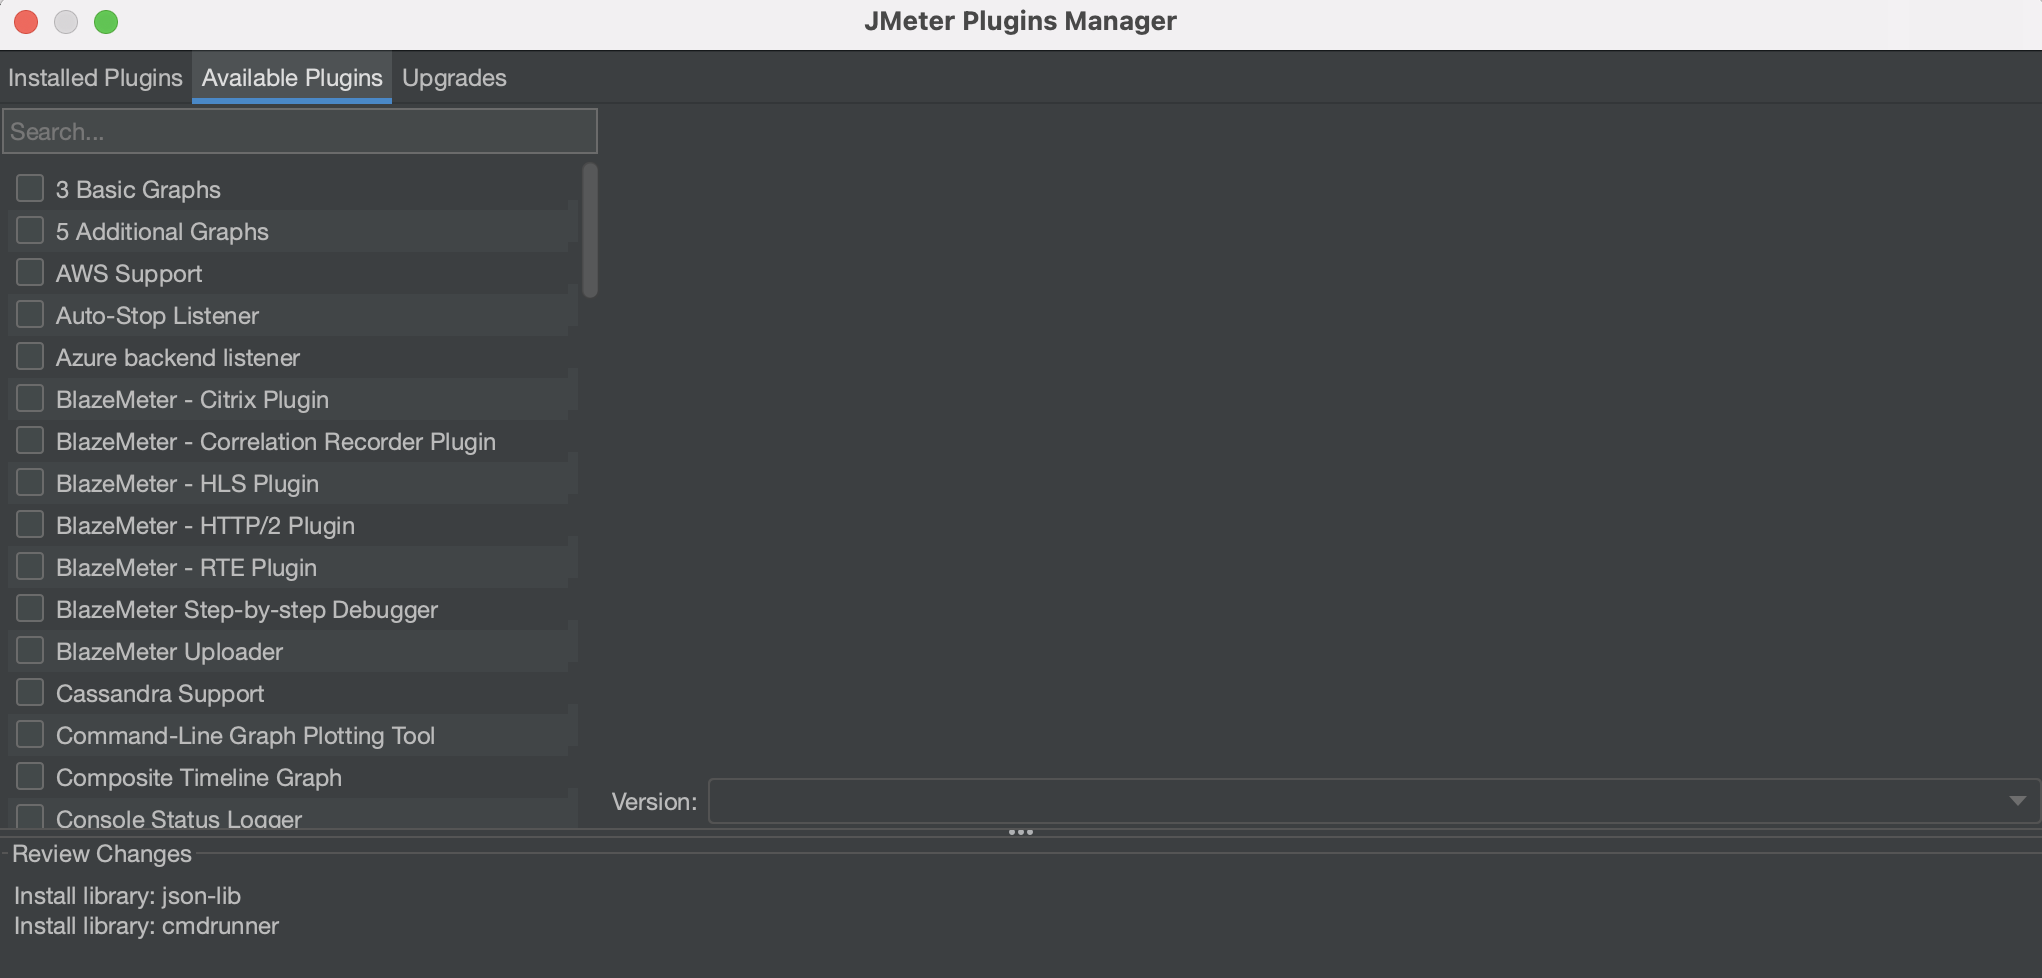 JMeter Plugins Manager
Installed Plugins Available Plugins Upgrades
Search...
3 Basic Graphs
5 Additional Graphs
AWS Support
Auto-Stop Listener
Azure backend listener
BlazeMeter - Citrix Plugin
BlazeMeter - Correlation Recorder Plugin
BlazeMeter - HLS Plugin
BlazeMeter - HTTP/2 Plugin
BlazeMeter - RTE Plugin
BlazeMeter Step-by-step Debugger
BlazeMeter Uploader
Cassandra Support
Command-Line Graph Plotting Tool
Composite Timeline Graph
Console Status Logger
Version:
Review Changes
Install library: json-lib
Install library: cmdrunner